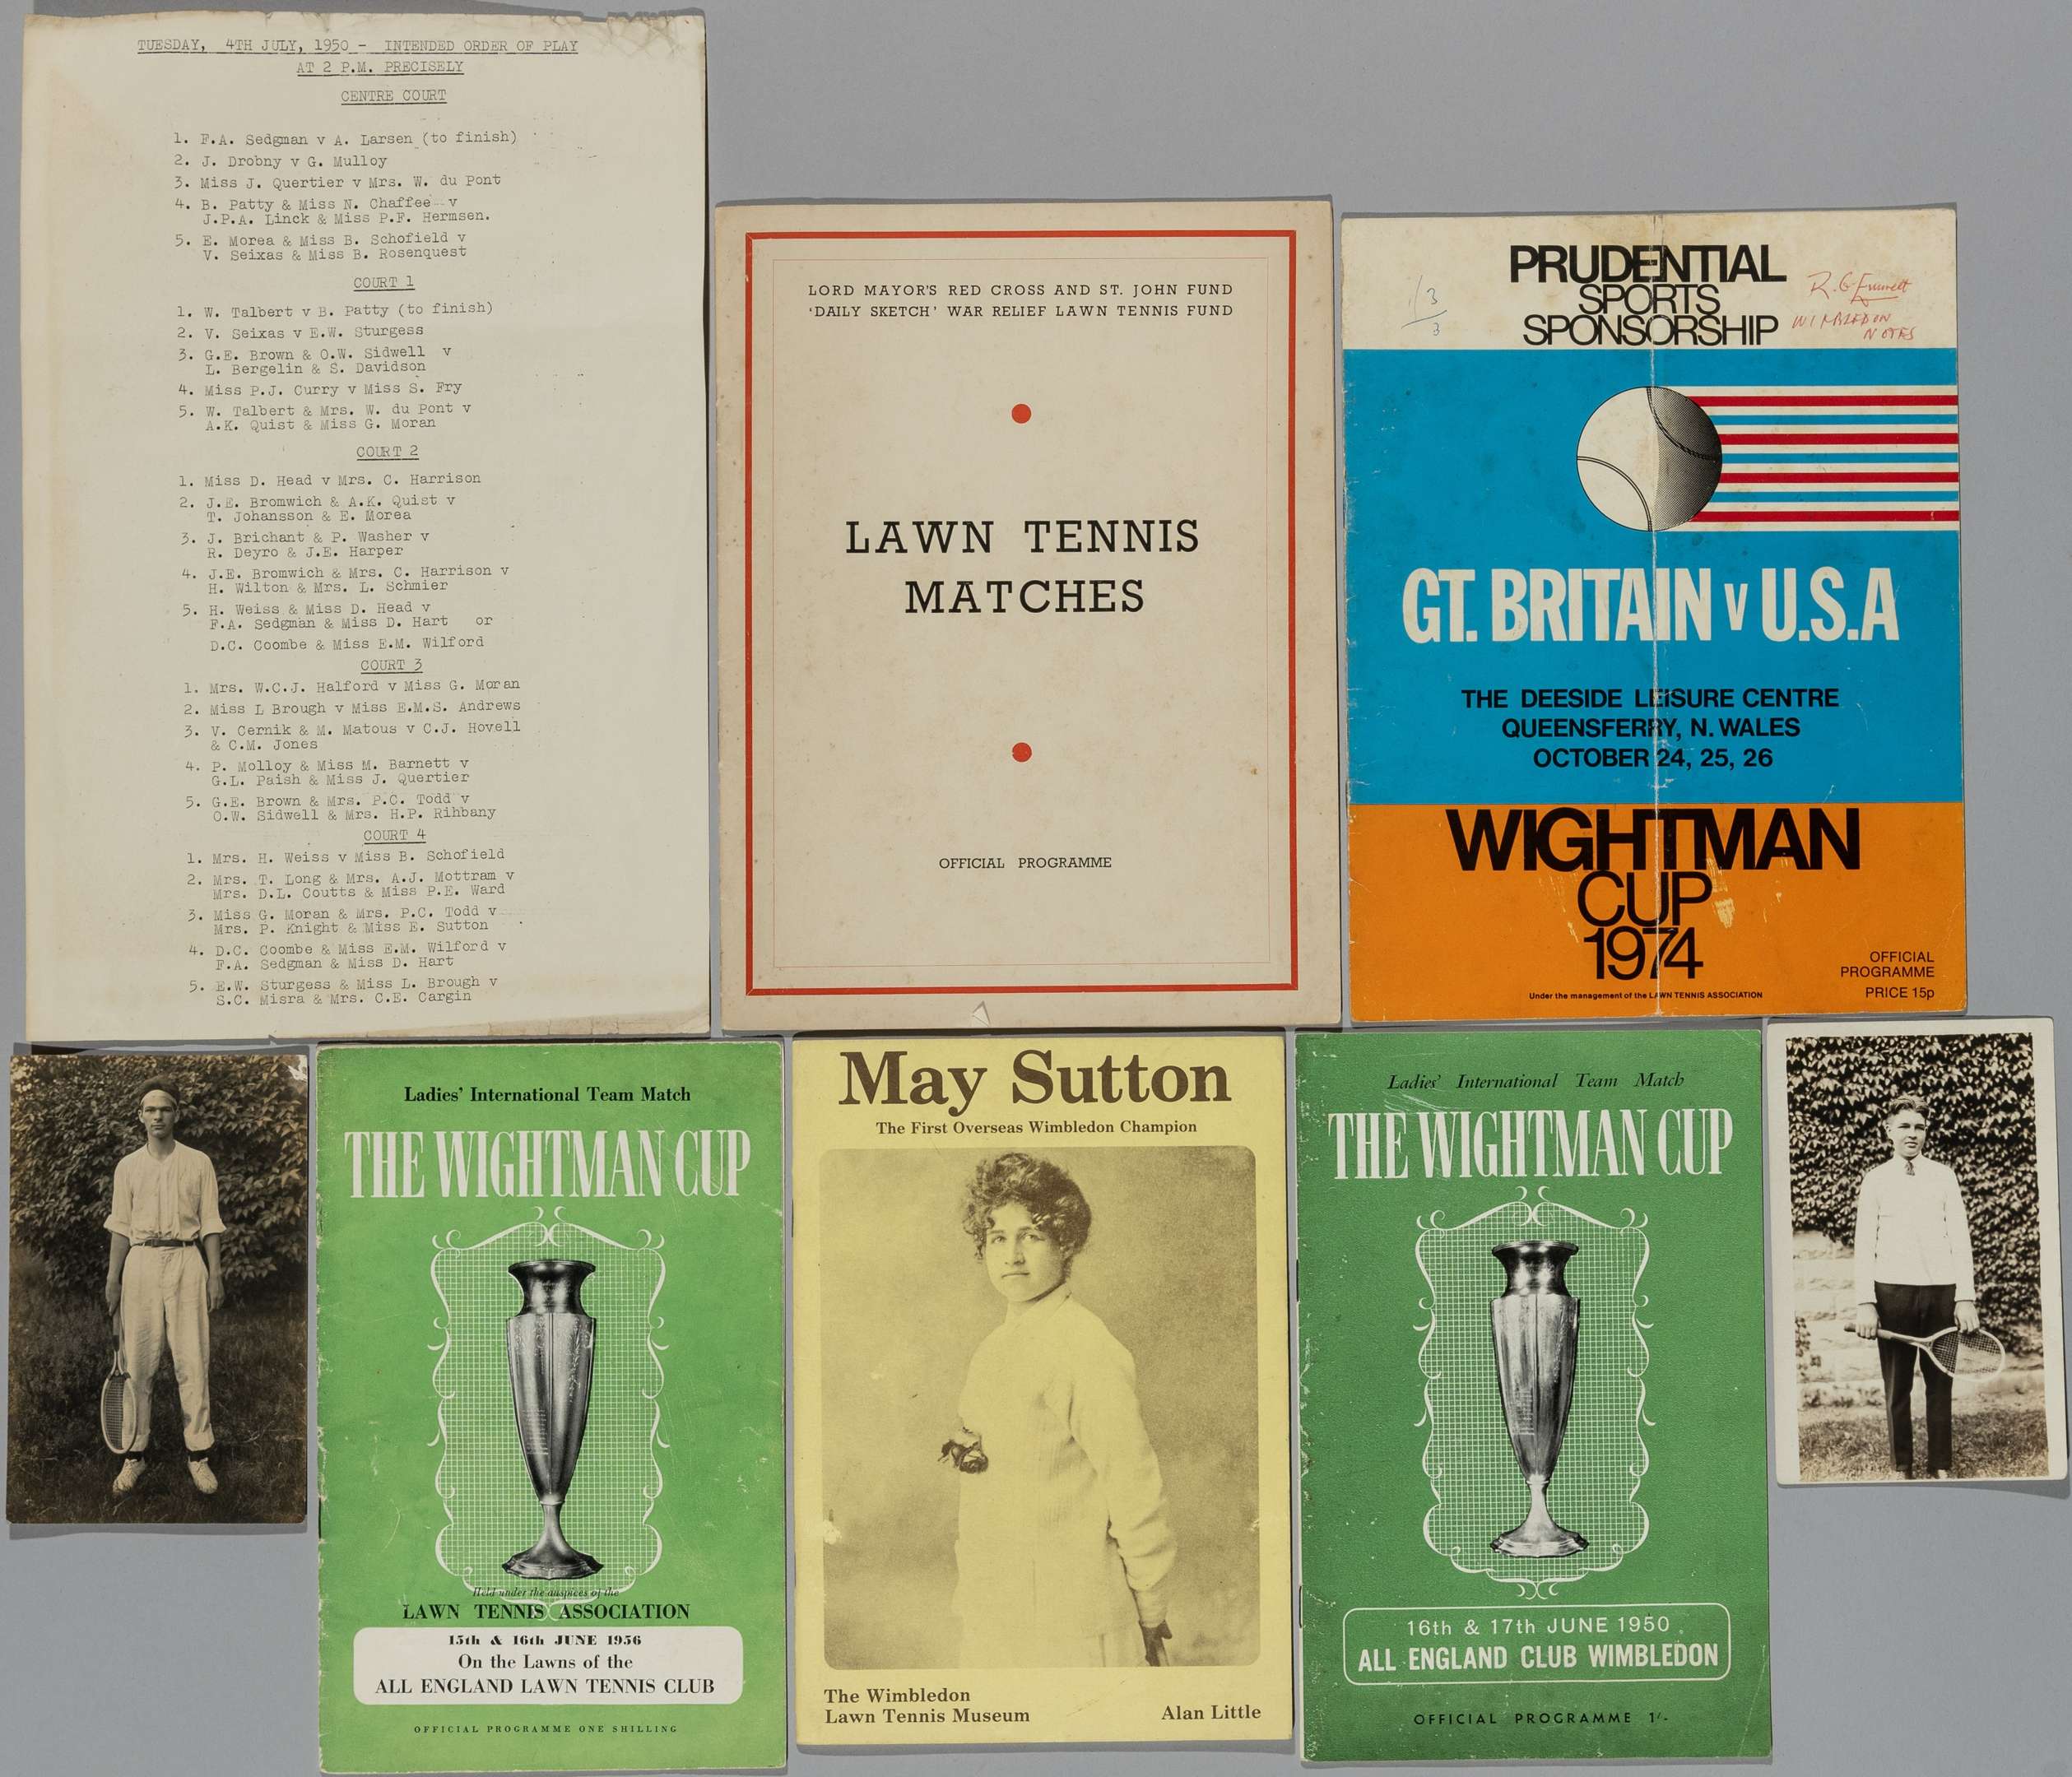 TUESDAY, 4TH JULY, 1950 - INTENDED ORDER OF PLAY
AT 2 P.M. PRECISELY
CENTRE COURT
1. F.A. Sedgman v A. Larsen (to finish)
2. J. Drobny v G. Mulloy
3. Miss J. Quertier v Mrs. W. du Pont
4. B. Patty & Miss N. Chaffee v
J.P.A. Linck & Miss P.F. Hermsen.
5. E. Morea & Miss B. Schofield v
V. Seixas & Miss B. Rosenquest
COURT 1
1. W. Talbert v B. Patty (to finish)
2. V. Seixas v E.W. Sturgess
3. G.E. Brown & O.W. Sidwell v
L. Bergelin & S. Davidson
4. Miss P.J. Curry v Miss S. Fry
5. W. Talbert & Mrs. W. du Pont v
A.K. Quist & Miss G. Moran
COURT 2
1. Miss D. Head v Mrs. C. Harrison
2. J.E. Bromwich & A.K. Quist v
T. Johansson & E. Morea
3. J. Brichant & P. Washer v
R. Deyro & J.E. Harper
4. J.E. Bromwich & Mrs. C. Harrison v
H. Wilton & Mrs. L. Schmier
5. H. Weiss & Miss D. Head v
F.A. Sedgman & Miss D. Hart or
D.C. Coombe & Miss E.M. Wilford
COURT 3
1. Mrs. W.C.J. Halford v Miss G. Moran
2. Miss L Brough v Miss E.M.S. Andrews
3. V. Cernik & M. Matous v C.J. Hovell
& C.M. Jones
4. P. Molloy & Miss M. Barnett v
G.L. Paish & Miss J. Quertier
5. G.E. Brown & Mrs. P.C. Todd v
O.W. Sidwell & Mrs. H.P. Rihbany
COURT 4
1. Mrs. H. Weiss v Miss B. Schofield
2. Mrs. T. Long & Mrs. A.J. Mottram v
Mrs. D.L. Coutts & Miss P.E. Ward
3. Miss G. Moran & Mrs. P.C. Todd v
Mrs. P. Knight & Miss E. Sutton
4. D.C. Coombe & Miss E.M. Wilford v
F.A. Sedgman & Miss D. Hart
5. E.W. Sturgess & Miss L. Brough v
S.C. Misra & Mrs. C.E. Cargin
LORD MAYOR'S RED CROSS AND ST. JOHN FUND
'DAILY SKETCH' WAR RELIEF LAWN TENNIS FUND
LAWN TENNIS
MATCHES
OFFICIAL PROGRAMME
PRUDENTIAL
SPORTS
SPONSORSHIP
1/3
3
R.G Emmett
WIMBLEDON
NOTES
GT. BRITAIN v U.S.A
THE DEESIDE LEISURE CENTRE
QUEENSFERRY, N. WALES
OCTOBER 24, 25, 26
WIGHTMAN
CUP
1974
OFFICIAL
PROGRAMME
PRICE 15p
Under the management of the LAWN TENNIS ASSOCIATION
Ladies' International Team Match
THE WIGHTMAN CUP
Held under the auspices of the
LAWN TENNIS ASSOCIATION
15th & 16th JUNE 1956
On the Lawns of the
ALL ENGLAND LAWN TENNIS CLUB
OFFICIAL PROGRAMME ONE SHILLING
May Sutton
The First Overseas Wimbledon Champion
The Wimbledon
Lawn Tennis Museum
Alan Little
Ladies' International Team Match
THE WIGHTMAN CUP
16th & 17th JUNE 1950
ALL ENGLAND CLUB WIMBLEDON
OFFICIAL PROGRAMME 1/-